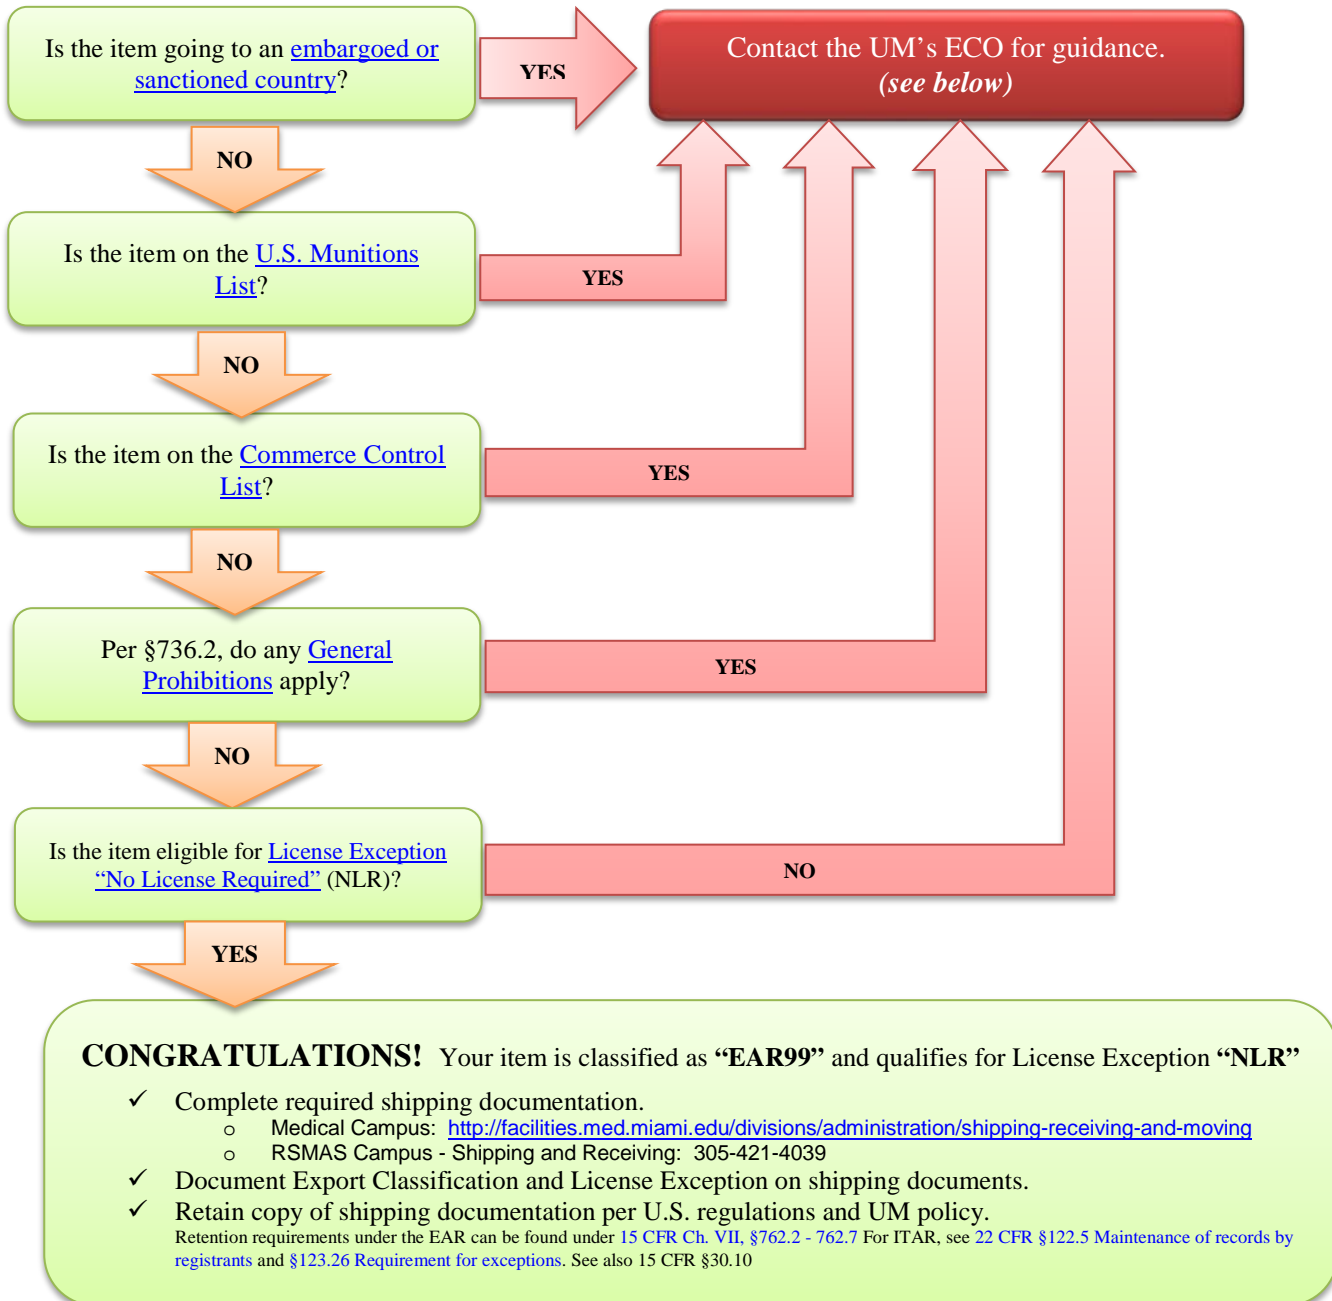 Is the item going to an embargoed or
sanctioned country?
YES
Contact the UM's ECO for guidance.
(see below)
NO
Is the item on the U.S. Munitions
List?
YES
NO
Is the item on the Commerce Control
List?
YES
NO
Per §736.2, do any General
Prohibitions apply?
YES
NO
Is the item eligible for License Exception
“No License Required” (NLR)?
NO
YES
CONGRATULATIONS! Your item is classified as “EAR99” and qualifies for License Exception “NLR”
✓ Complete required shipping documentation.
o Medical Campus: http://facilities.med.miami.edu/divisions/administration/shipping-receiving-and-moving
o RSMAS Campus - Shipping and Receiving: 305-421-4039
✓ Document Export Classification and License Exception on shipping documents.
✓ Retain copy of shipping documentation per U.S. regulations and UM policy.
Retention requirements under the EAR can be found under 15 CFR Ch. VII, §762.2 - 762.7 For ITAR, see 22 CFR §122.5 Maintenance of records by
registrants and §123.26 Requirement for exceptions. See also 15 CFR §30.10